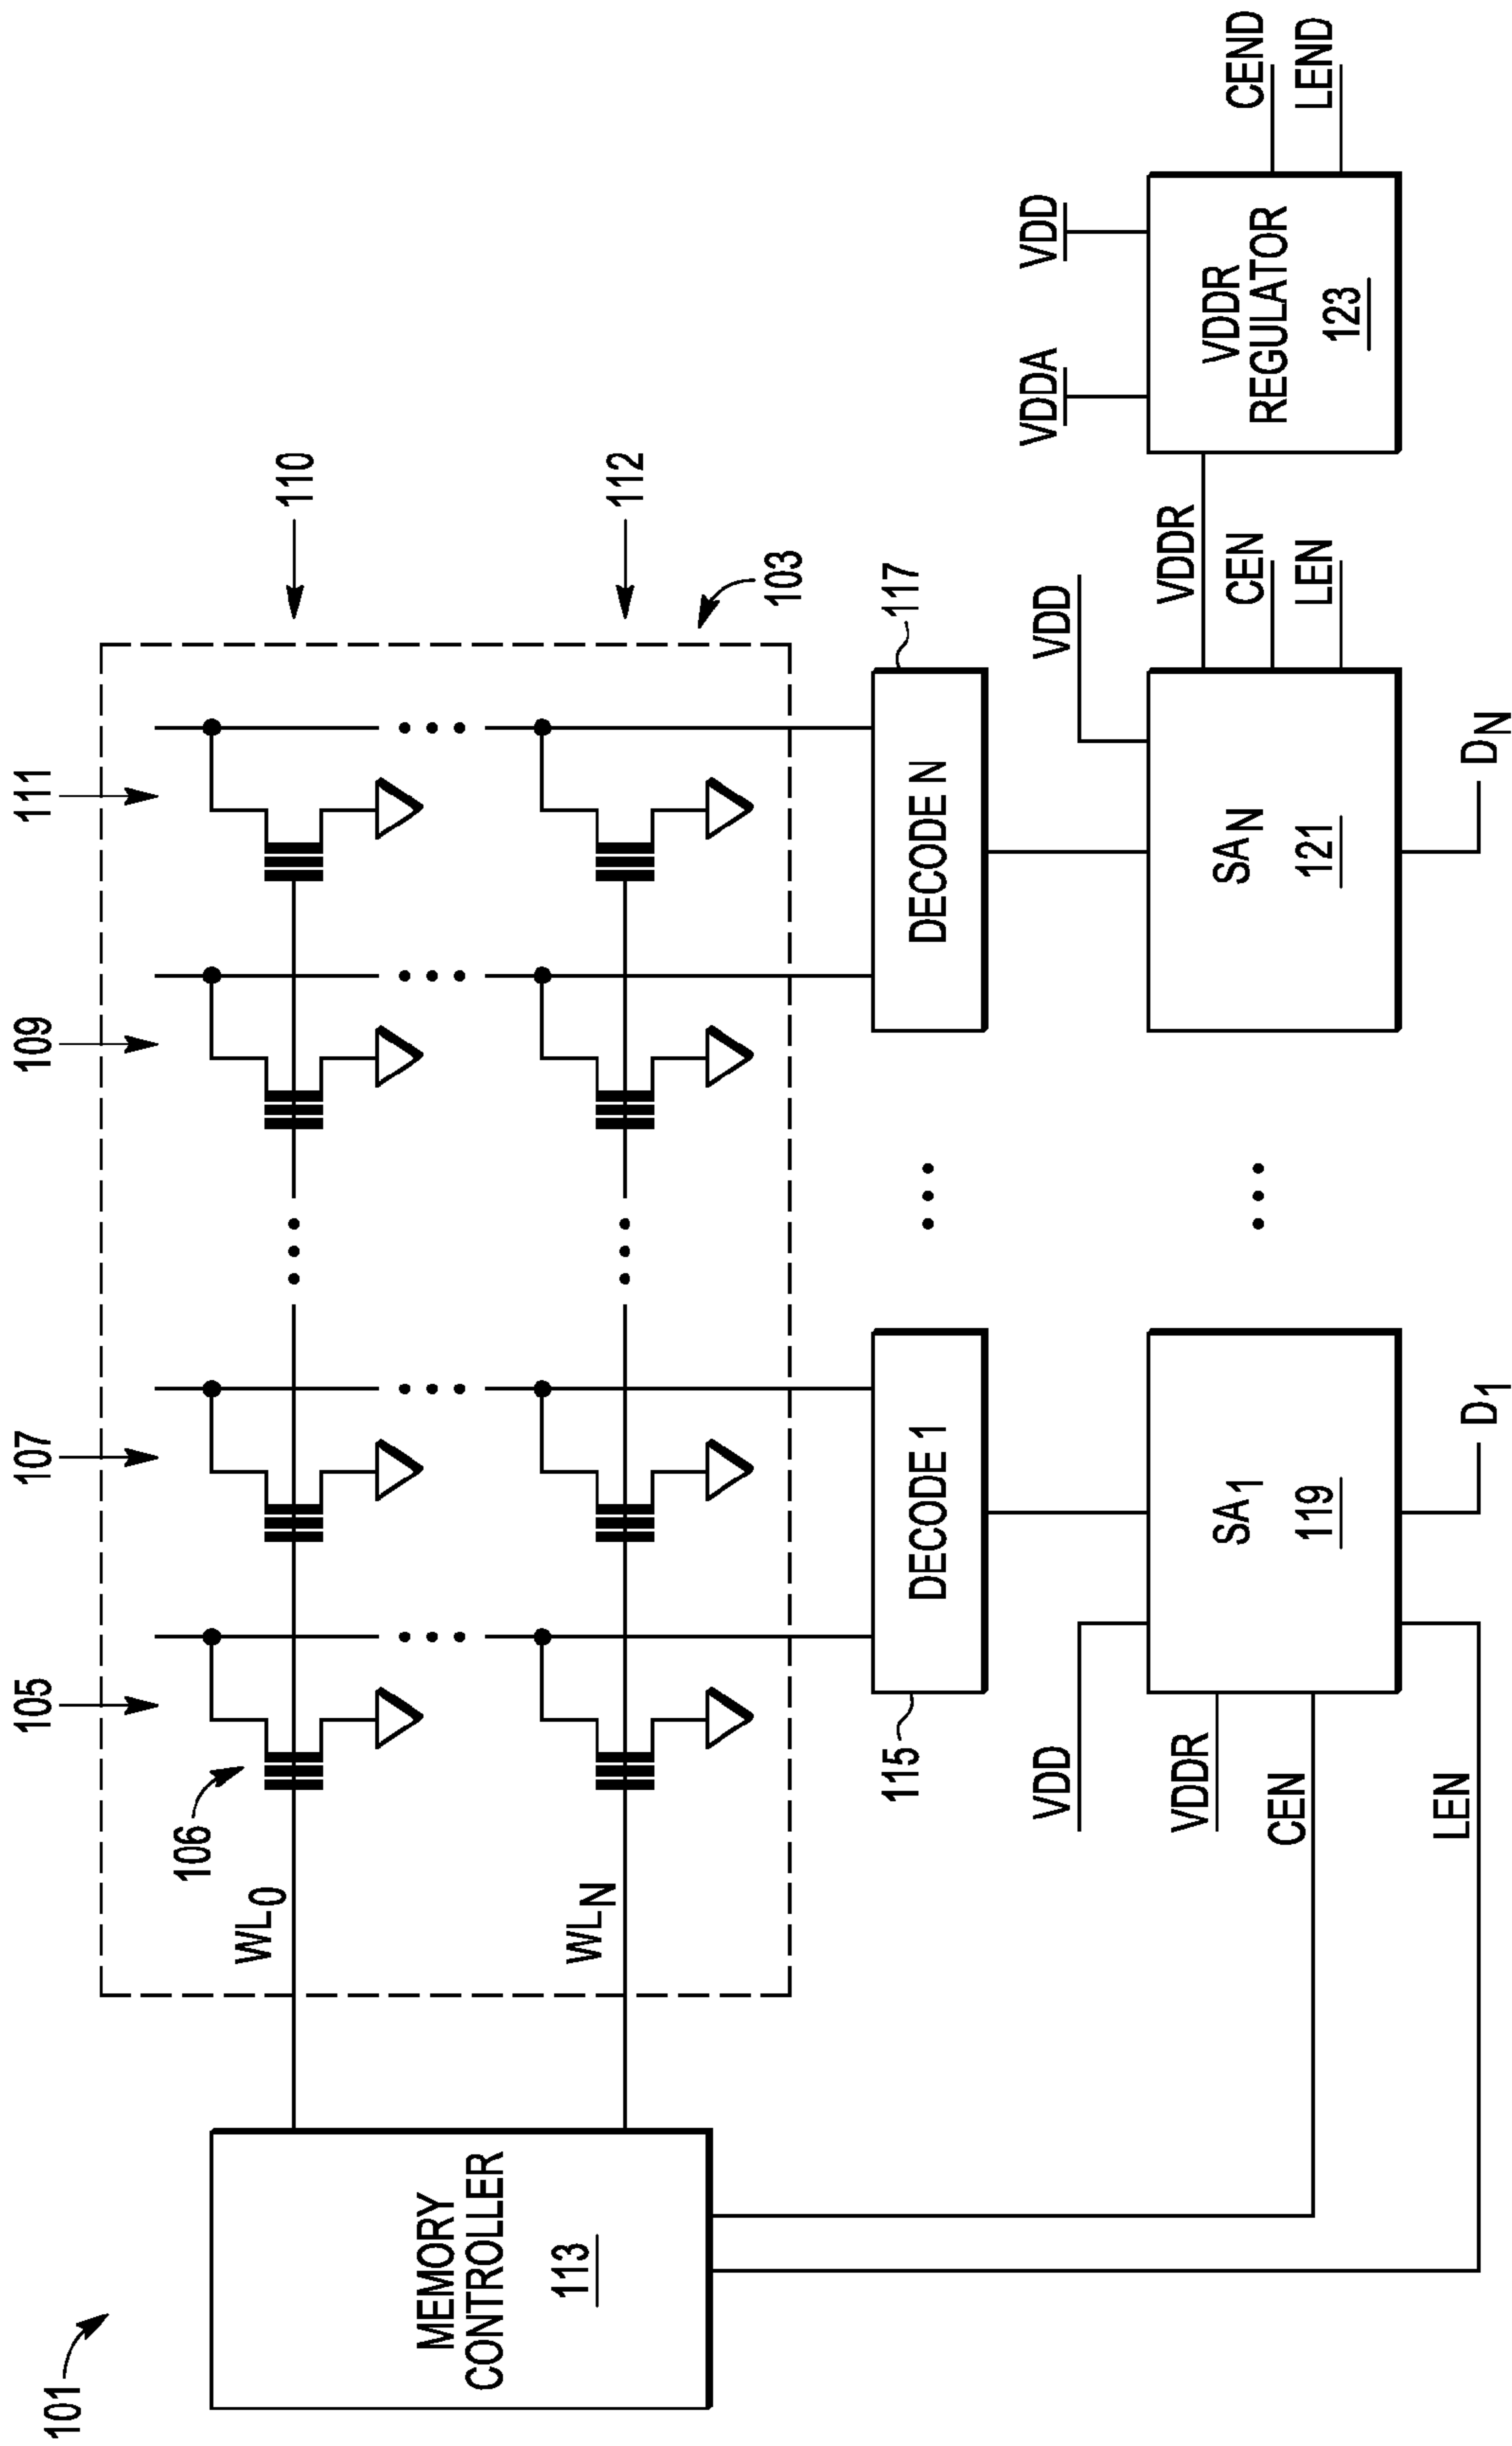 101
105
107
109
111
106
WL0
WLN
110
112
103
MEMORY
CONTROLLER
113
DECODE 1
115
DECODE N
117
VDD
VDDR
CEN
LEN
SA1
119
D1
SAN
121
DN
VDD
VDDR
CEN
LEN
VDDA
VDD
VDDR
REGULATOR
123
CEND
LEND